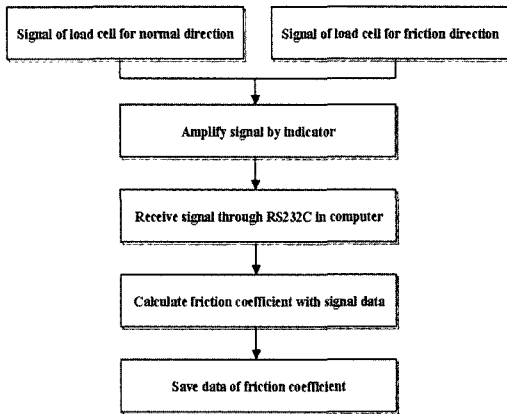 Signal of load cell for normal direction
Signal of load cell for friction direction
Amplify signal by indicator
Receive signal through RS232C in computer
Calculate friction coefficient with signal data
Save data of friction coefficient